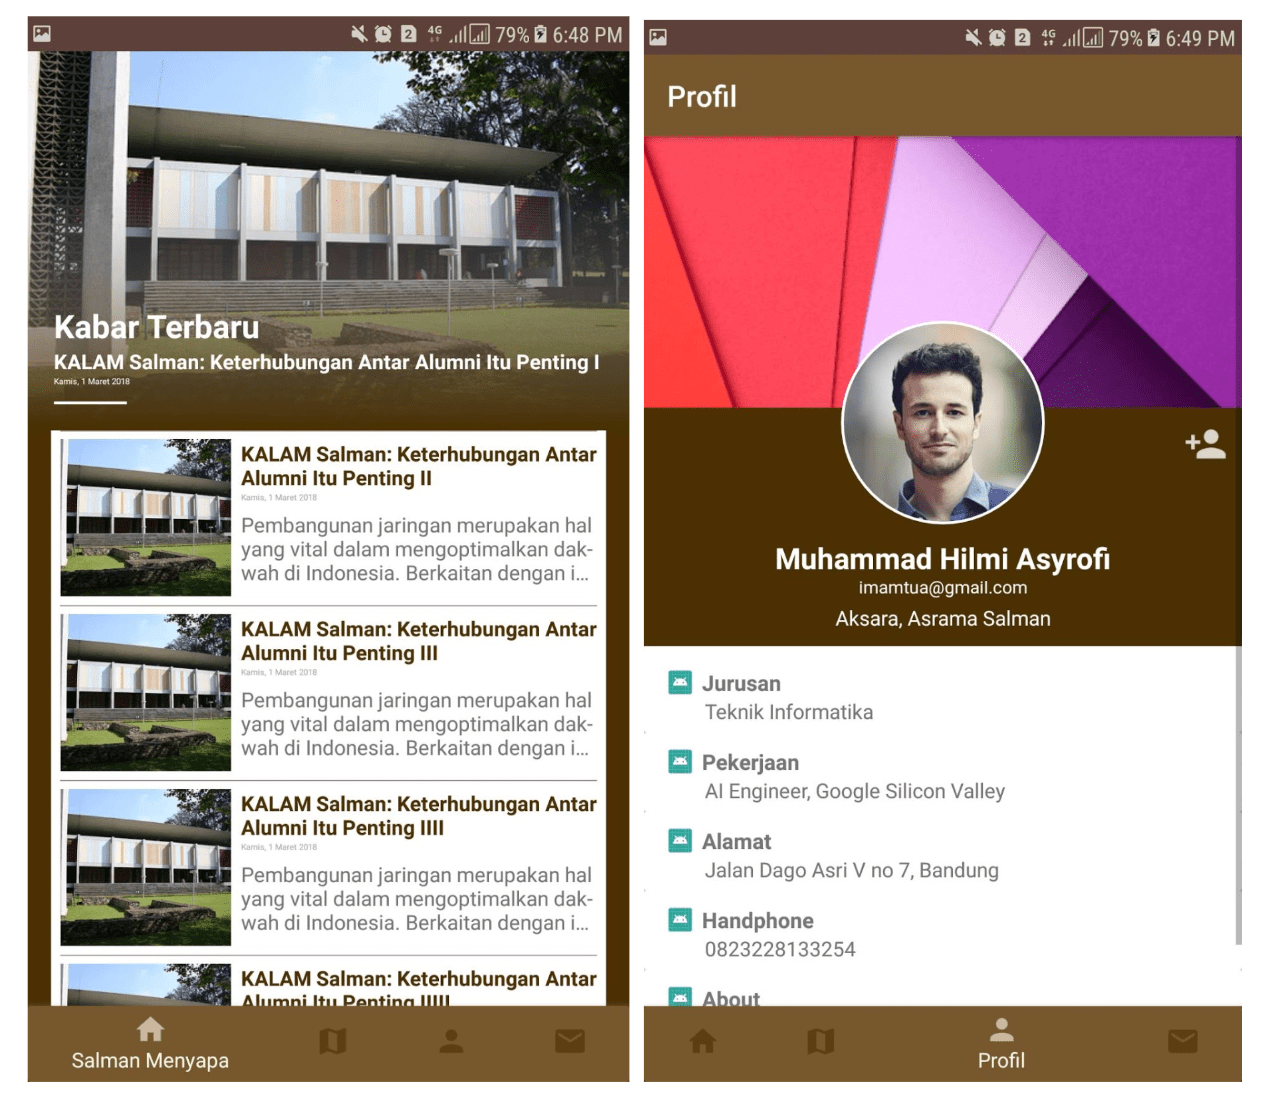 2 4G 79% 6:48 PM
Kabar Terbaru
KALAM Salman: Keterhubungan Antar Alumni Itu Penting I
Kamis, 1 Maret 2018
KALAM Salman: Keterhubungan Antar
Alumni Itu Penting II
Kamis, 1 Maret 2018
Pembangunan jaringan merupakan hal
yang vital dalam mengoptimalkan dak-
wah di Indonesia. Berkaitan dengan i...
KALAM Salman: Keterhubungan Antar
Alumni Itu Penting III
Kamis, 1 Maret 2018
Pembangunan jaringan merupakan hal
yang vital dalam mengoptimalkan dak-
wah di Indonesia. Berkaitan dengan i...
KALAM Salman: Keterhubungan Antar
Alumni Itu Penting IIII
Kamis, 1 Maret 2018
Pembangunan jaringan merupakan hal
yang vital dalam mengoptimalkan dak-
wah di Indonesia. Berkaitan dengan i...
KALAM Salman: Keterhubungan Antar
Alumni Itu Penting IIIII
Salman Menyapa
2 4G 79% 6:49 PM
Profil
Muhammad Hilmi Asyrofi
imamtua@gmail.com
Aksara, Asrama Salman
Jurusan
Teknik Informatika
Pekerjaan
AI Engineer, Google Silicon Valley
Alamat
Jalan Dago Asri V no 7, Bandung
Handphone
0823228133254
About
Profil